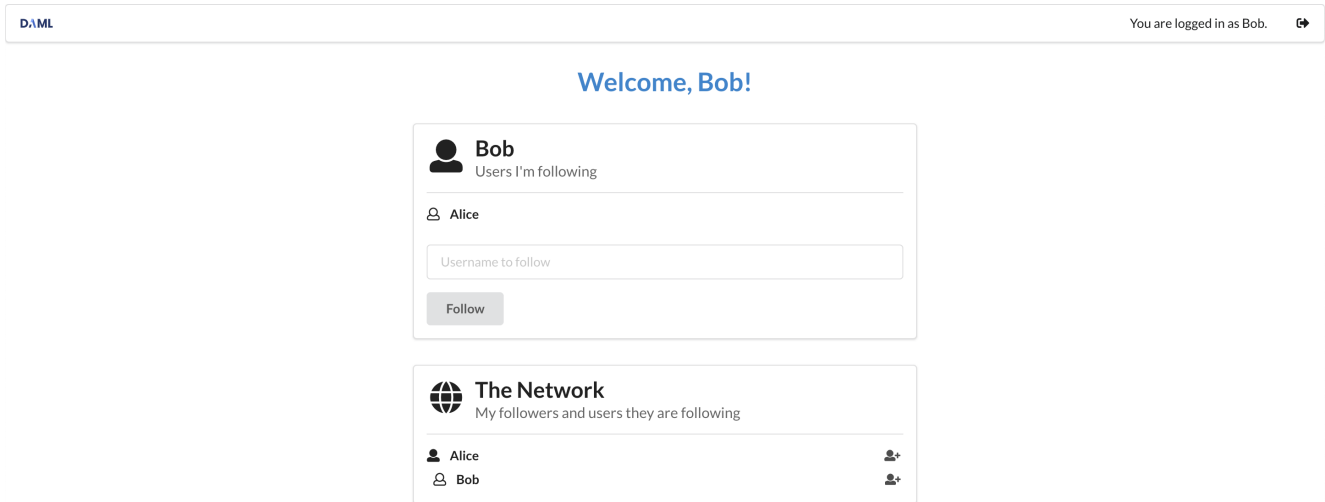 DAML
You are logged in as Bob.
Welcome, Bob!
Bob
Users I'm following
Alice
Username to follow
Follow
The Network
My followers and users they are following
Alice
Bob